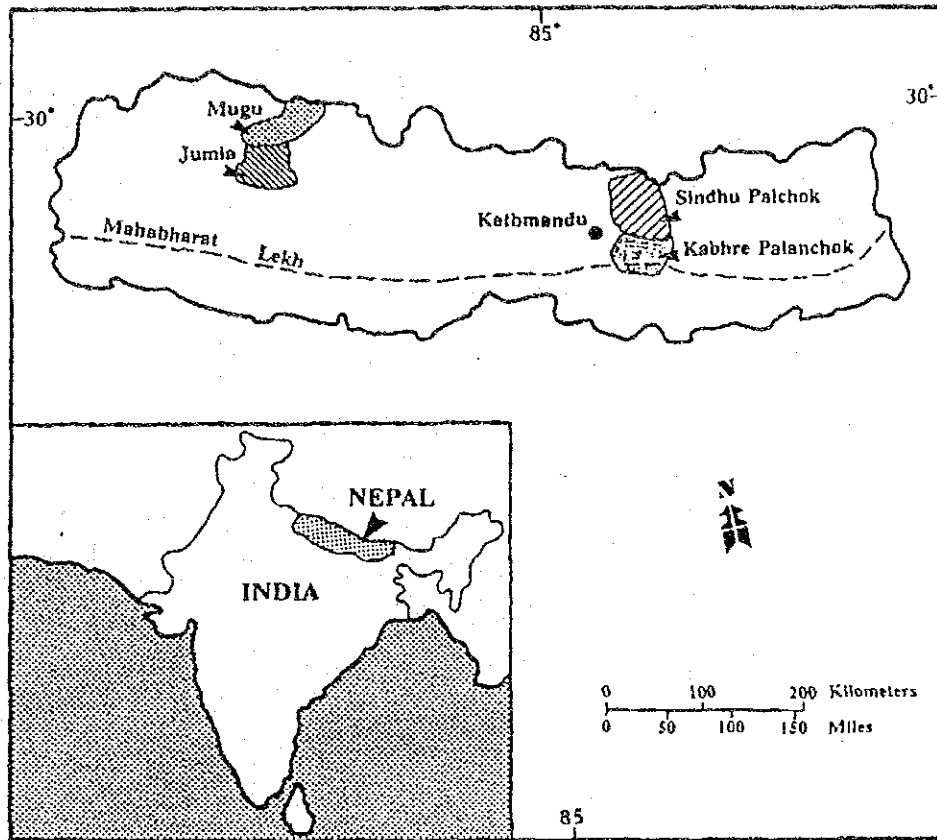 85°
30°
30°
Mugu
Jumla
Sindhu Palchok
Kathmandu
Kabhre Palanchok
Mahabharat Lekh
NEPAL
INDIA
N
0 100 200 Kilometers
0 50 100 150 Miles
85